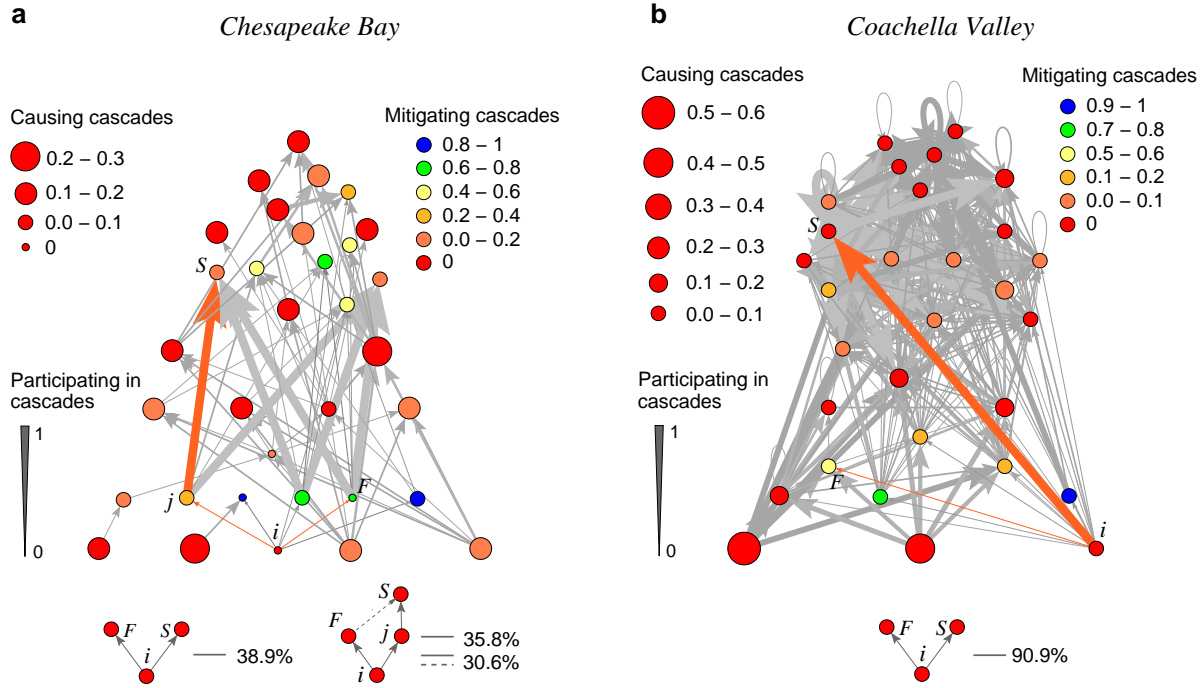 a
Chesapeake Bay
Causing cascades
0.2 – 0.3
0.1 – 0.2
0.0 – 0.1
0
Mitigating cascades
0.8 – 1
0.6 – 0.8
0.4 – 0.6
0.2 – 0.4
0.0 – 0.2
0
S
Participating in
cascades
1
0
j
F
i
F
S
i
38.9%
S
F
j
i
35.8%
30.6%
b
Coachella Valley
Causing cascades
0.5 – 0.6
0.4 – 0.5
0.3 – 0.4
0.2 – 0.3
0.1 – 0.2
0.0 – 0.1
Mitigating cascades
0.9 – 1
0.7 – 0.8
0.5 – 0.6
0.1 – 0.2
0.0 – 0.1
0
S
Participating in
cascades
1
0
F
i
F
S
i
90.9%